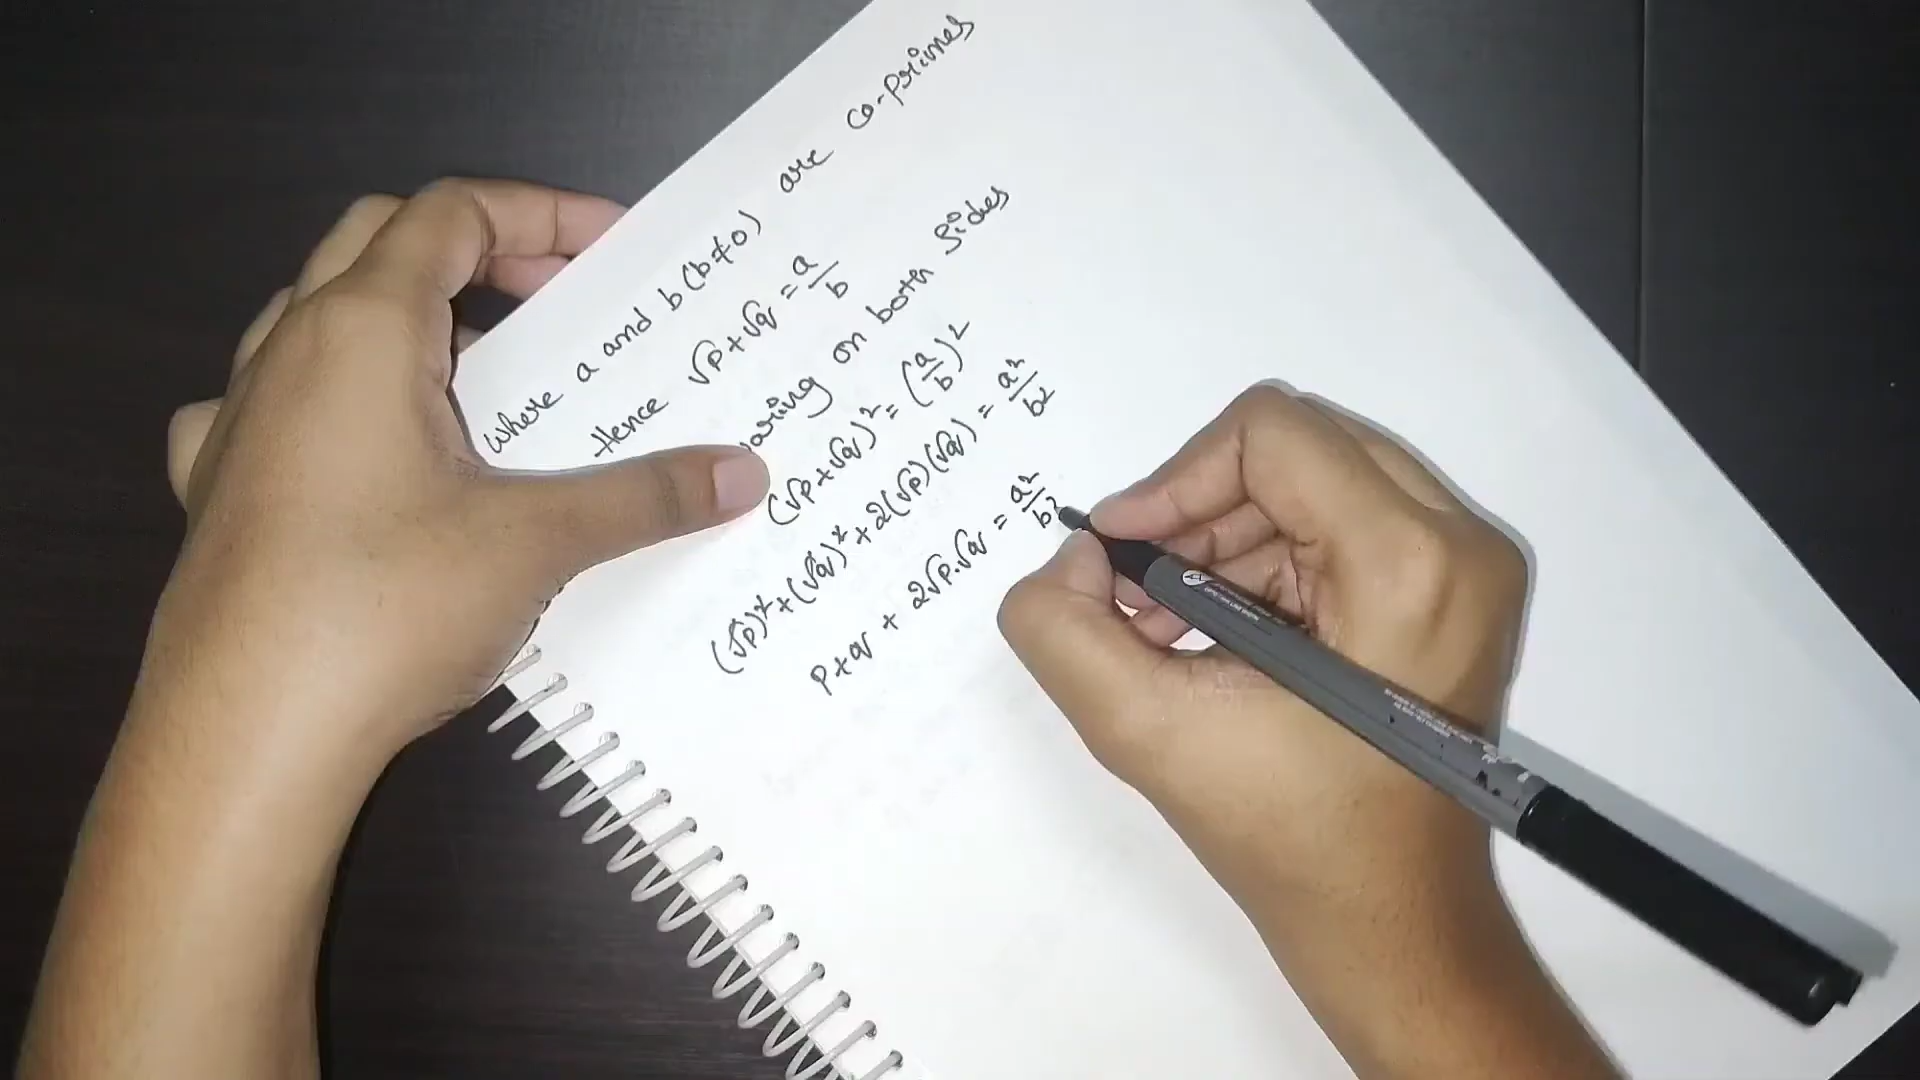 where a and b (b≠0) are co-primes
Hence √p + √q = a/b
uaring on both sides
(√p + √q)² = (a/b)²
(√p)² + (√q)² + 2(√p)(√q) = a²/b²
p + q + 2√p.√q = a²/b²